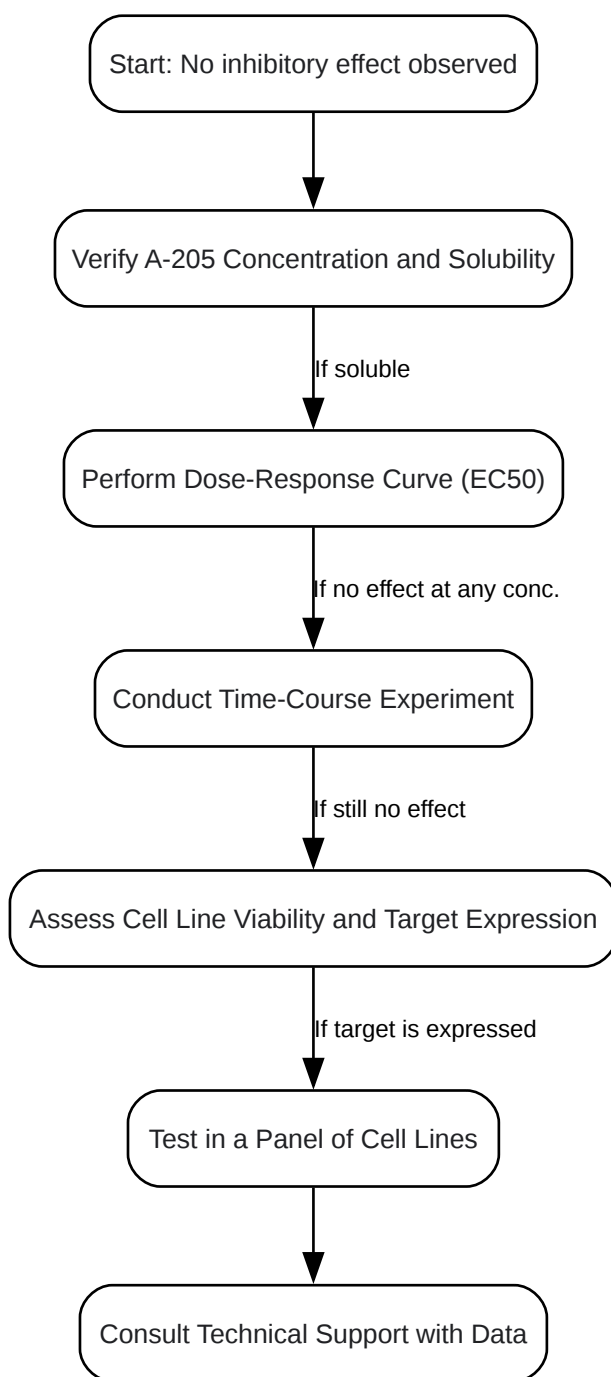 Start: No inhibitory effect observed
Verify A-205 Concentration and Solubility
If soluble
Perform Dose-Response Curve (EC50)
If no effect at any conc.
Conduct Time-Course Experiment
If still no effect
Assess Cell Line Viability and Target Expression
If target is expressed
Test in a Panel of Cell Lines
Consult Technical Support with Data